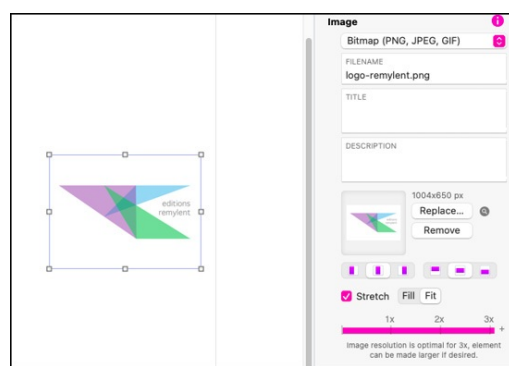 Image
Bitmap (PNG, JPEG, GIF)
FILENAME
logo-remylent.png
TITLE
DESCRIPTION
editions
remylent
1004x650 px
Replace...
Remove
Stretch
Fill
Fit
1x
2x
3x
+
Image resolution is optimal for 3x, element
can be made larger if desired.